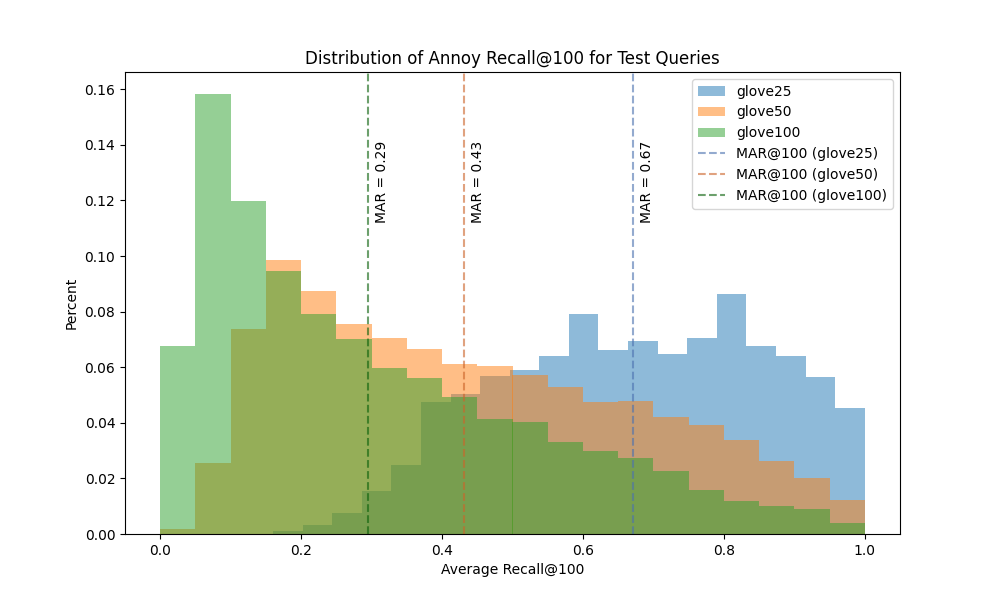 Distribution of Annoy Recall@100 for Test Queries
Percent
0.16
0.14
0.12
0.10
0.08
0.06
0.04
0.02
0.00
MAR = 0.29
MAR = 0.43
MAR = 0.67
glove25
glove50
glove100
MAR@100 (glove25)
MAR@100 (glove50)
MAR@100 (glove100)
0.0
0.2
0.4
0.6
0.8
1.0
Average Recall@100